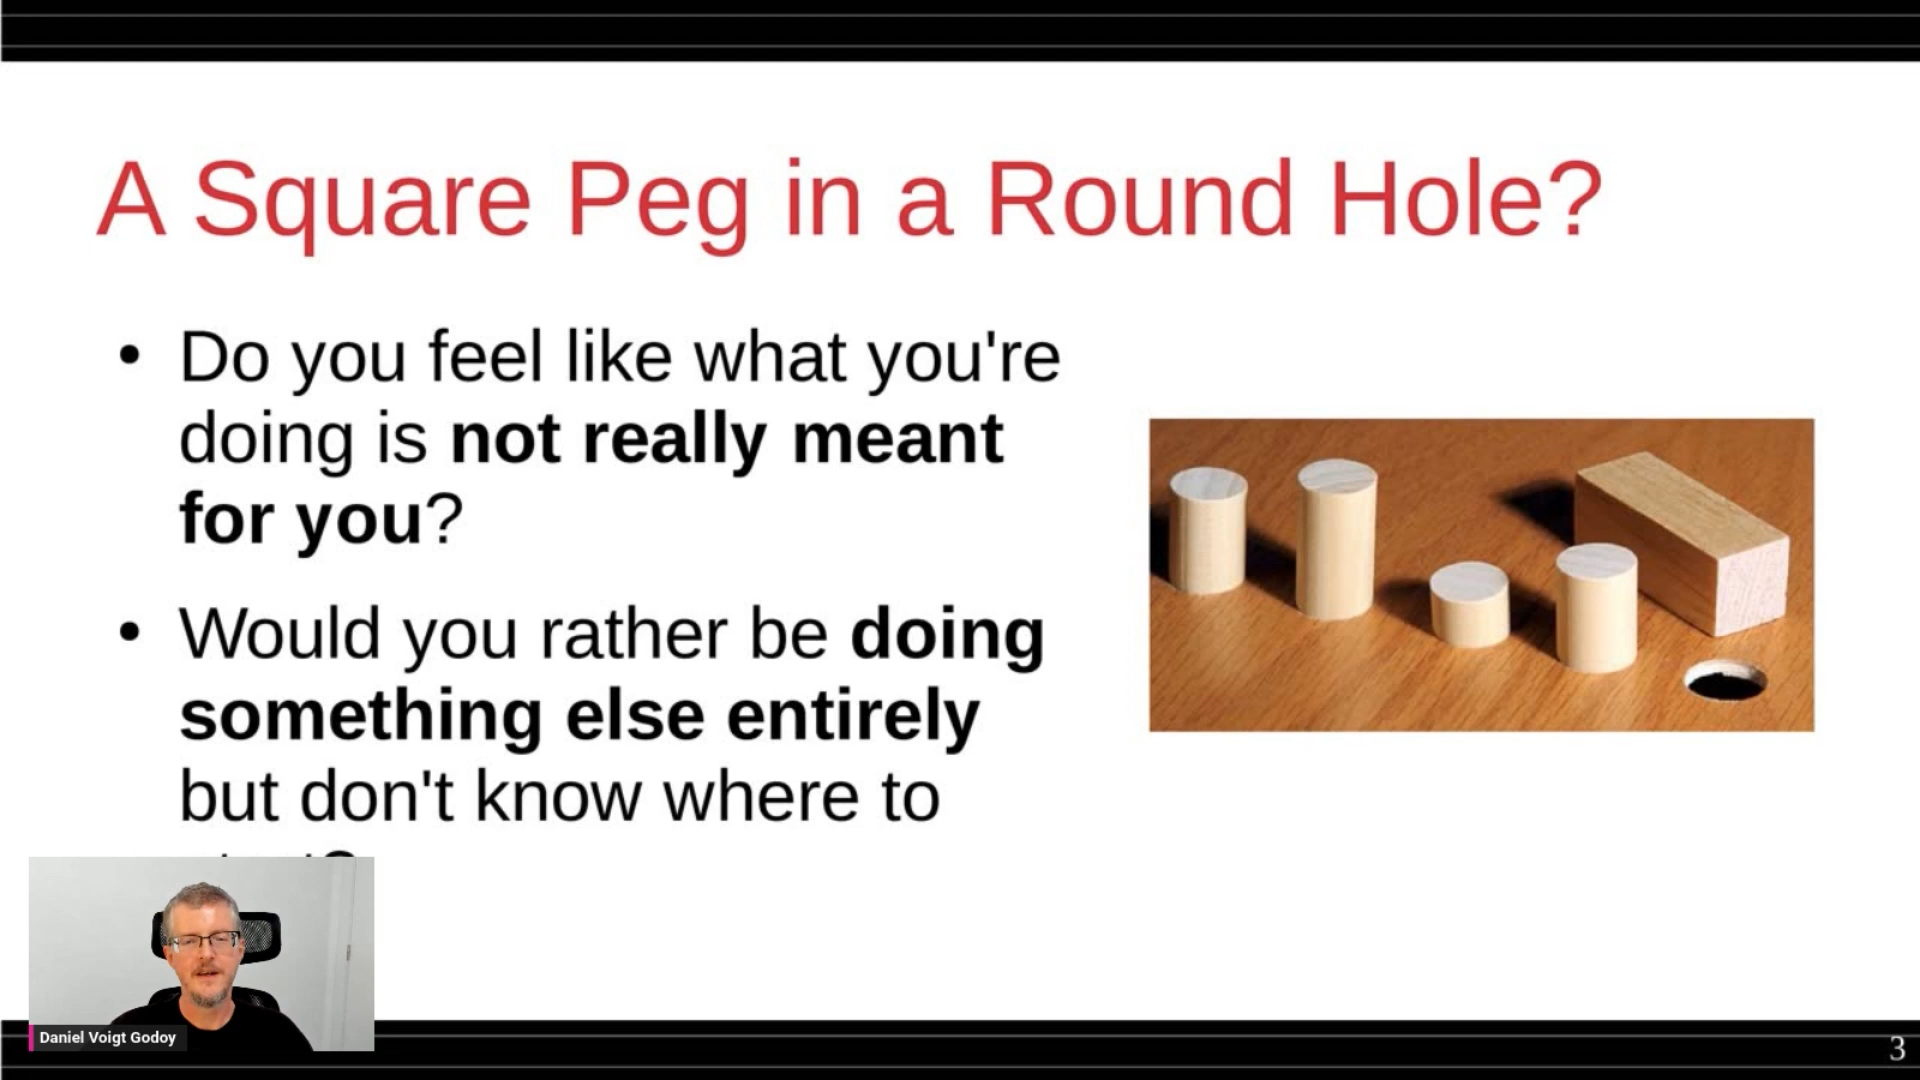 A Square Peg in a Round Hole?
• Do you feel like what you're
doing is not really meant
for you?
• Would you rather be doing
something else entirely
but don't know where to
Daniel Voigt Godoy
3